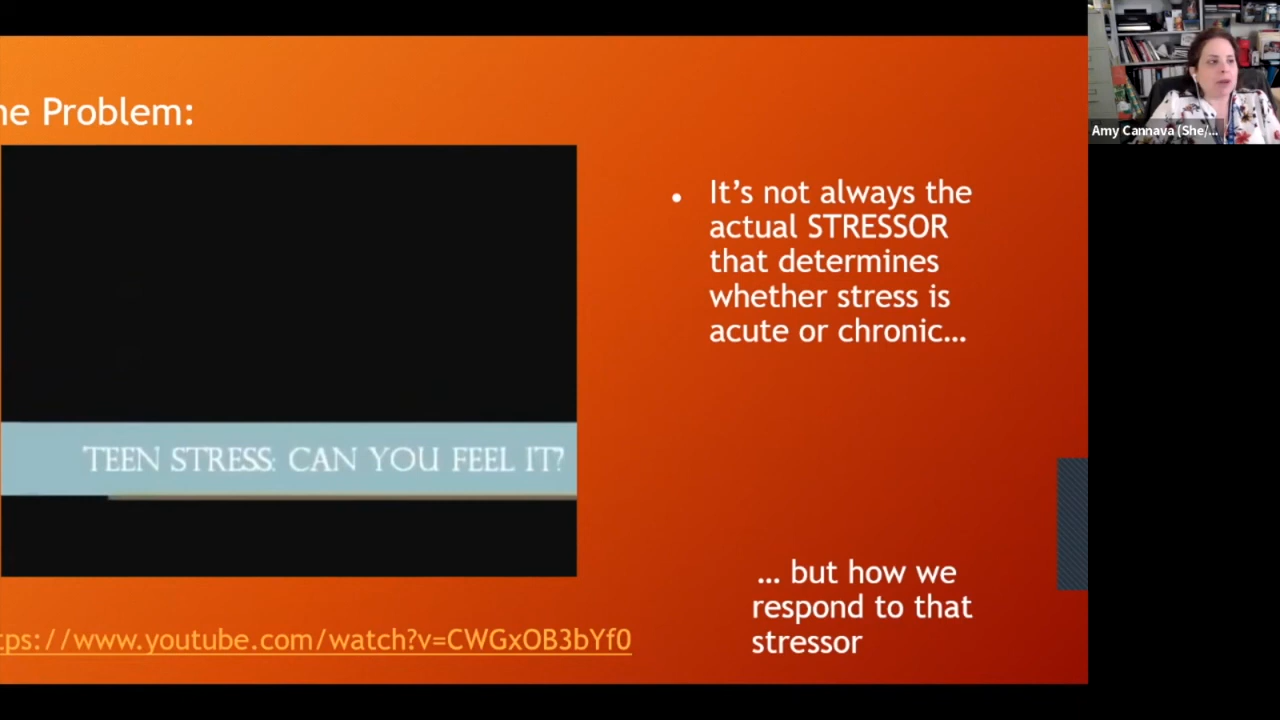 ne Problem:
TEEN STRESS: CAN YOU FEEL IT?
tps://www.youtube.com/watch?v=CWGxOB3bYf0
• It’s not always the
actual STRESSOR
that determines
whether stress is
acute or chronic…
… but how we
respond to that
stressor
Amy Cannava (She/...